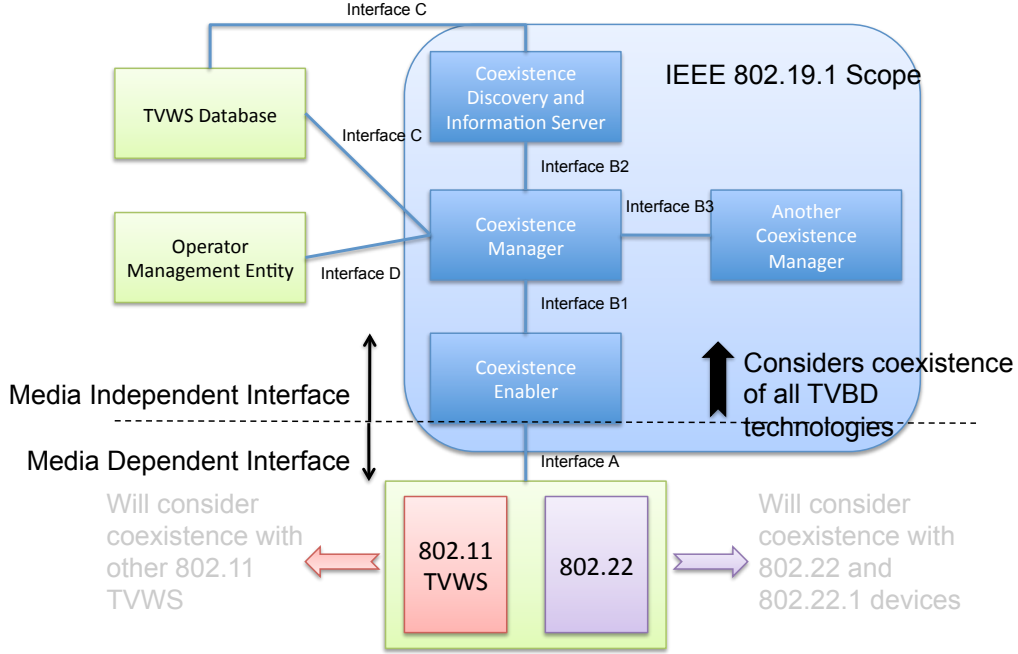 Interface C
IEEE 802.19.1 Scope
Coexistence
Discovery and
Information Server
TVWS Database
Interface C
Interface B2
Coexistence
Manager
Interface B3
Another
Coexistence
Manager
Operator
Management Entity
Interface D
Interface B1
Coexistence
Enabler
Considers coexistence
of all TVBD
technologies
Media Independent Interface
Media Dependent Interface
Interface A
Will consider
coexistence with
other 802.11
TVWS
802.11
TVWS
802.22
Will consider
coexistence with
802.22 and
802.22.1 devices